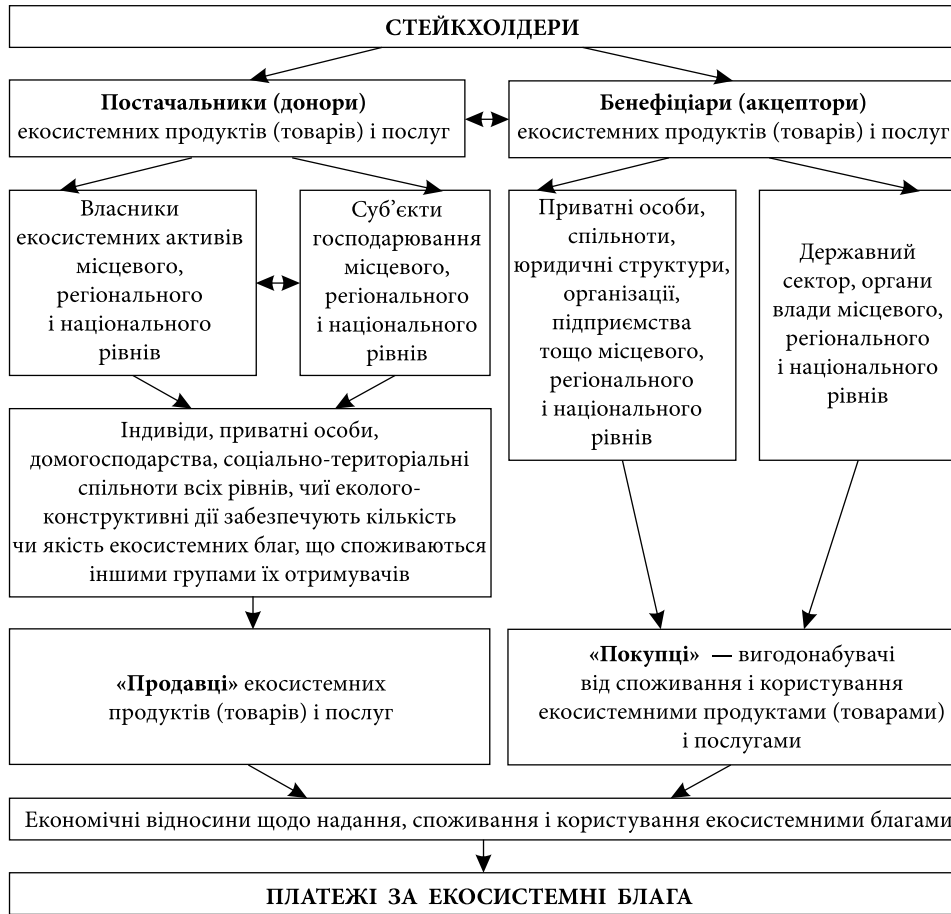 СТЕЙКХОЛДЕРИ
Постачальники (донори)
екосистемних продуктів (товарів) і послуг
Бенефіціари (акцептори)
екосистемних продуктів (товарів) і послуг
Власники
екосистемних активів
місцевого,
регіонального
і національного
рівнів
Суб’єкти
господарювання
місцевого,
регіонального
і національного
рівнів
Приватні особи,
спільноти,
юридичні структури,
організації,
підприємства
тощо місцевого,
регіонального
і національного
рівнів
Державний
сектор, органи
влади місцевого,
регіонального
і національного
рівнів
Індивіди, приватні особи,
домогосподарства, соціально-територіальні
спільноти всіх рівнів, чиї еколого-
конструктивні дії забезпечують кількість
чи якість екосистемних благ, що споживаються
іншими групами їх отримувачів
«Продавці» екосистемних
продуктів (товарів) і послуг
«Покупці» — вигодонабувачі
від споживання і користування
екосистемними продуктами (товарами)
і послугами
Економічні відносини щодо надання, споживання і користування екосистемними благами
ПЛАТЕЖІ ЗА ЕКОСИСТЕМНІ БЛАГА